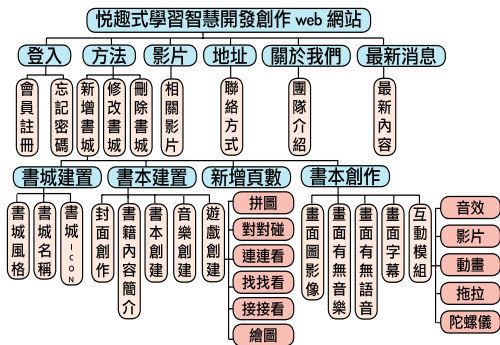 悦趣式學習智慧開發創作 web 網站
登入
方法
影片
地址
關於我們
最新消息
會員註冊
忘記密碼
新增書城
修改書城
刪除書城
相關影片
聯絡方式
團隊介紹
最新內容
書城建置
書本建置
新增頁數
書本創作
書城風格
書城名稱
書城ICON
封面創作
書籍內容簡介
書本創建
音樂創建
遊戲創建
拼圖
對對碰
連連看
找找看
接接看
繪圖
畫面圖影像
畫面有無音樂
畫面有無語音
畫面字幕
互動模組
音效
影片
動畫
拖拉
陀螺儀